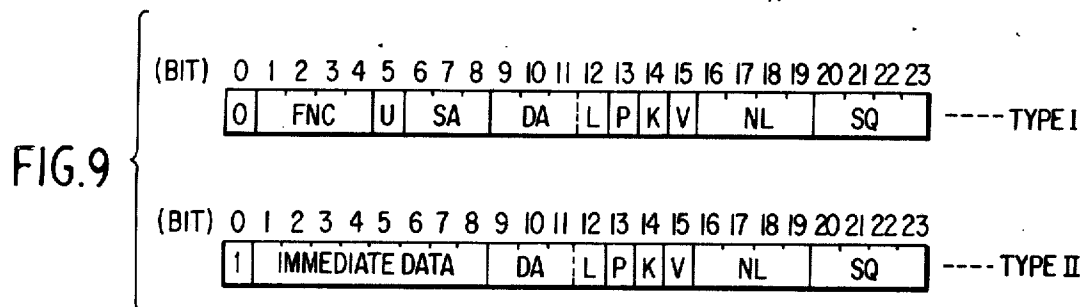 (BIT) 0 1 2 3 4 5 6 7 8 9 10 11 12 13 14 15 16 17 18 19 20 21 22 23
0 FNC U SA DA L P K V NL SQ ---- TYPE I
FIG.9
(BIT) 0 1 2 3 4 5 6 7 8 9 10 11 12 13 14 15 16 17 18 19 20 21 22 23
1 IMMEDIATE DATA DA L P K V NL SQ ---- TYPE II